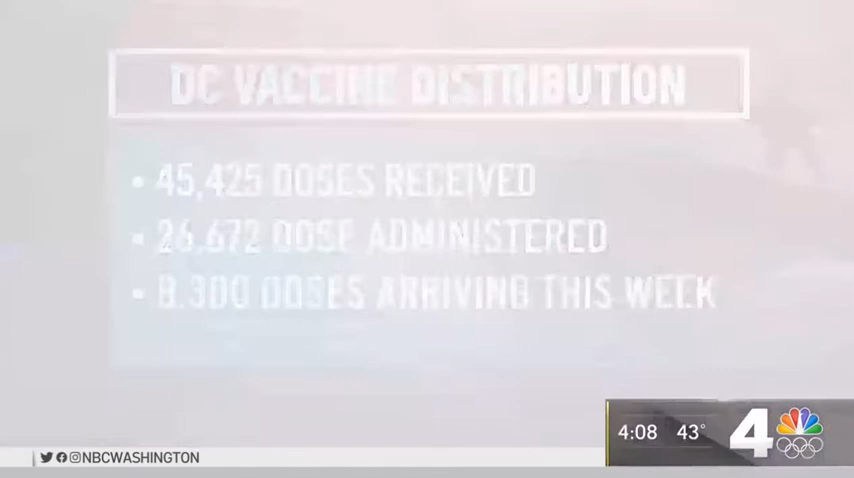 DC VACCINE DISTRIBUTION
• 45,425 DOSES RECEIVED
• 26,672 DOSE ADMINISTERED
• 8,300 DOSES ARRIVING THIS WEEK
4:08 43° 4
NBCWASHINGTON